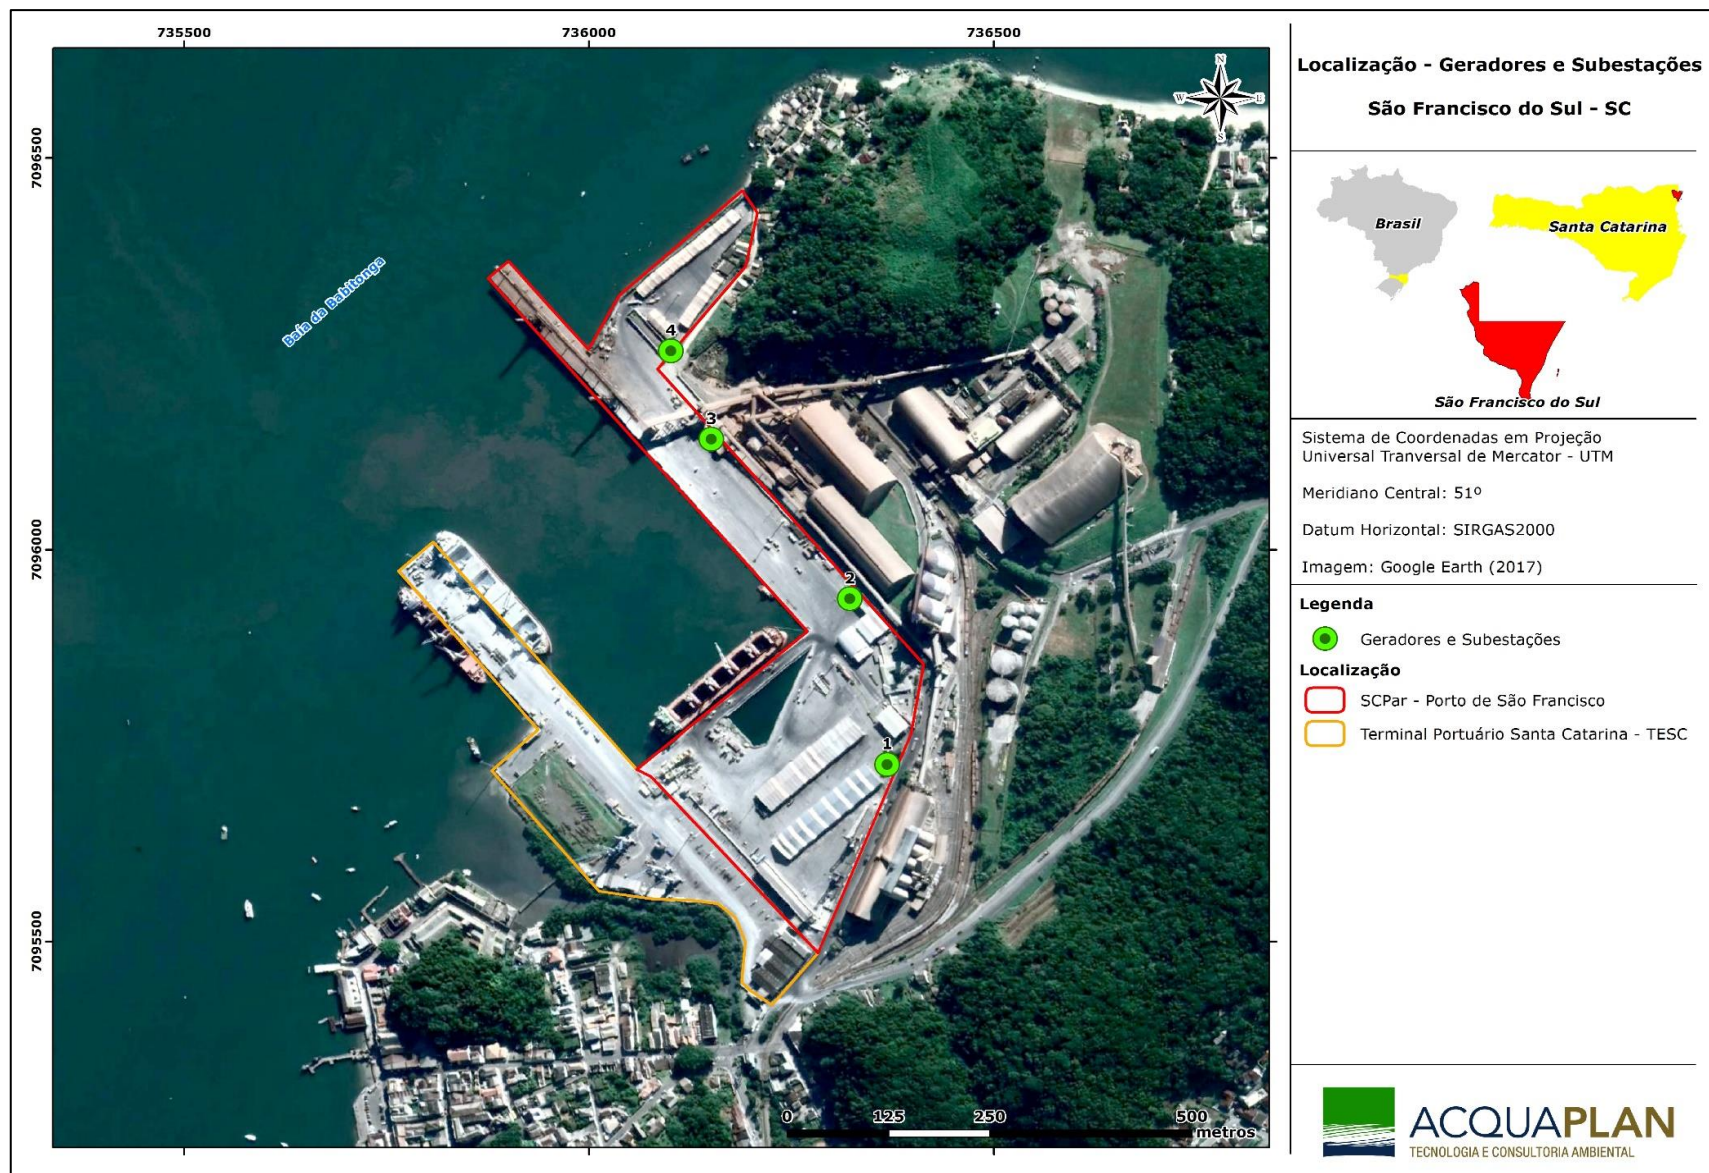 735500
736000
736500
7096500
7096000
7095500
N
W
E
S
Baía da Babitonga
4
3
2
1
0
125
250
500
metros
Localização - Geradores e Subestações
São Francisco do Sul - SC
Brasil
Santa Catarina
São Francisco do Sul
Sistema de Coordenadas em Projeção
Universal Tranversal de Mercator - UTM
Meridiano Central: 51º
Datum Horizontal: SIRGAS2000
Imagem: Google Earth (2017)
Legenda
Geradores e Subestações
Localização
SCPar - Porto de São Francisco
Terminal Portuário Santa Catarina - TESC
ACQUAPLAN
TECNOLOGIA E CONSULTORIA AMBIENTAL